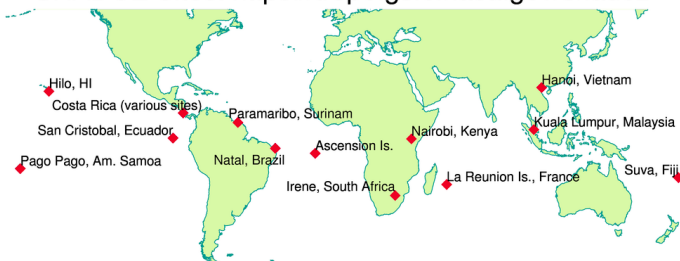 Hilo, HI
Hanoi, Vietnam
Costa Rica (various sites)
Paramaribo, Surinam
Kuala Lumpur, Malaysia
San Cristobal, Ecuador
Nairobi, Kenya
Ascension Is.
Pago Pago, Am. Samoa
Natal, Brazil
Suva, Fiji
La Reunion Is., France
Irene, South Africa